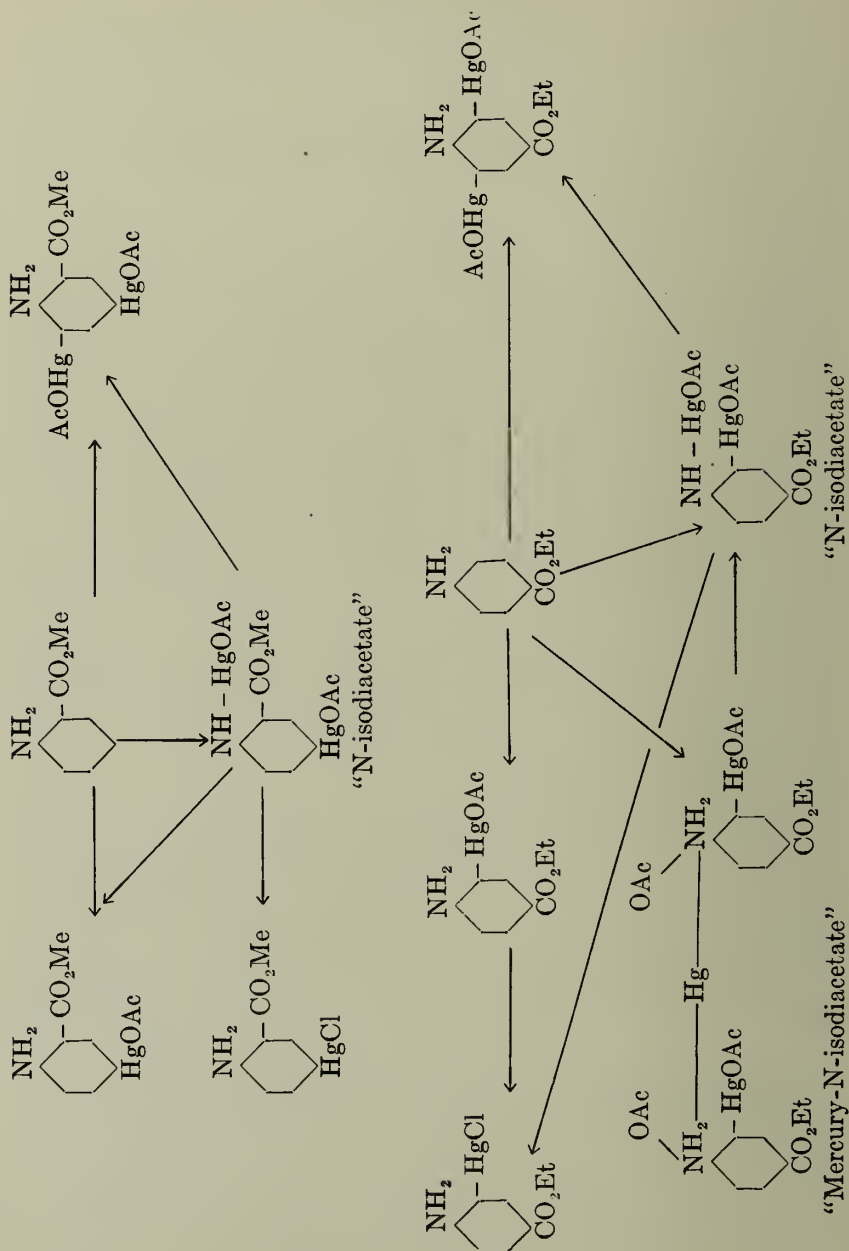 NH₂
CO₂Me
HgOAc
NH₂
CO₂Me
AcOHg
NH₂
CO₂Me
HgOAc
NH₂
CO₂Me
HgCl
NH – HgOAc
CO₂Me
HgOAc
“N-isodiacetate”
NH₂
HgCl
CO₂Et
NH₂
HgOAc
CO₂Et
NH₂
CO₂Et
NH₂
AcOHg
HgOAc
CO₂Et
OAc
NH₂
Hg
OAc
NH₂
HgOAc
CO₂Et
HgOAc
CO₂Et
NH – HgOAc
HgOAc
CO₂Et
“Mercury-N-isodiacetate”
“N-isodiacetate”